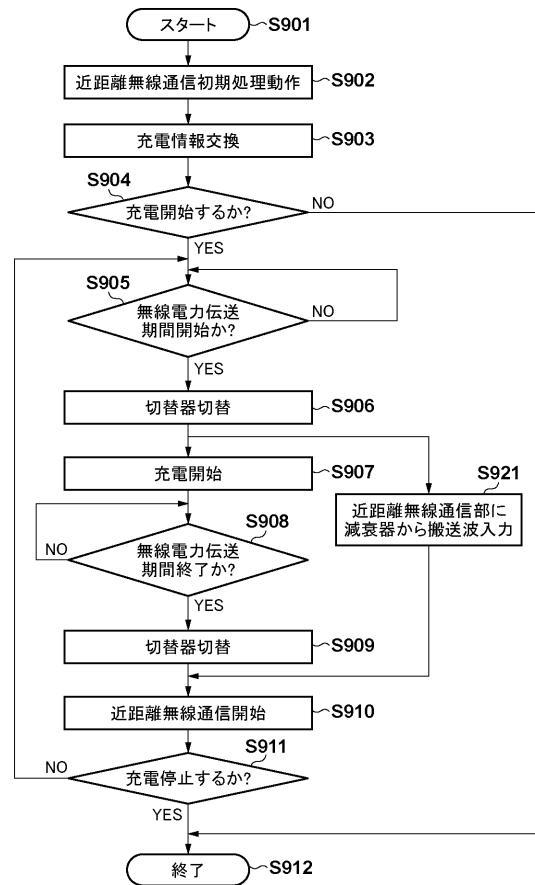 スタート
S901
近距離無線通信初期処理動作
S902
充電情報交換
S903
S904
充電開始するか?
NO
YES
S905
無線電力伝送
期間開始か?
NO
YES
切替器切替
S906
充電開始
S907
S921
近距離無線通信部に
減衰器から搬送波入力
S908
無線電力伝送
期間終了か?
NO
YES
切替器切替
S909
近距離無線通信開始
S910
S911
充電停止するか?
NO
YES
終了
S912